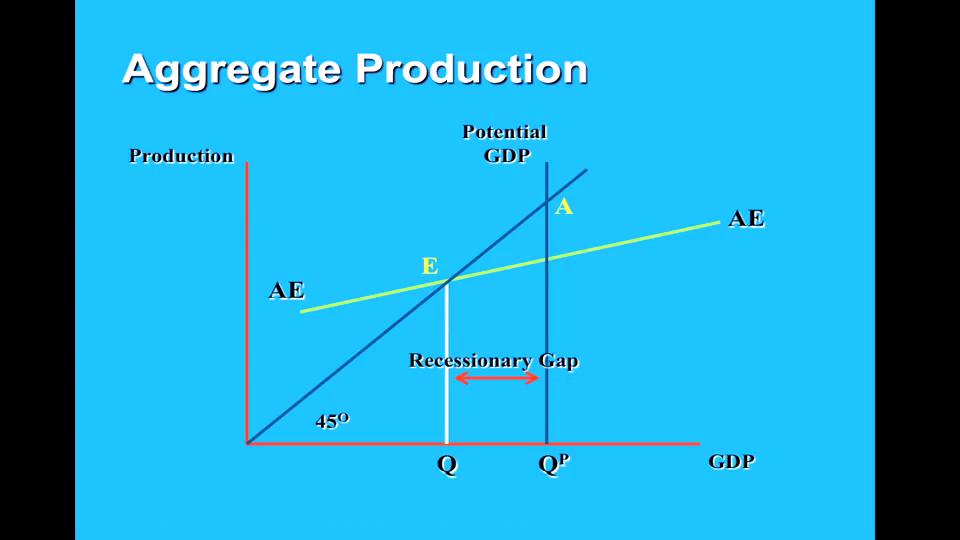 Aggregate Production
Potential
GDP
Production
A
AE
E
AE
Recessionary Gap
45O
Q
QP
GDP